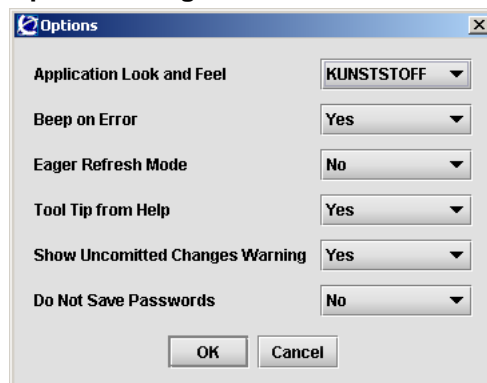 Options
Application Look and Feel KUNSTSTOFF
Beep on Error Yes
Eager Refresh Mode No
Tool Tip from Help Yes
Show Uncomitted Changes Warning Yes
Do Not Save Passwords No
OK Cancel